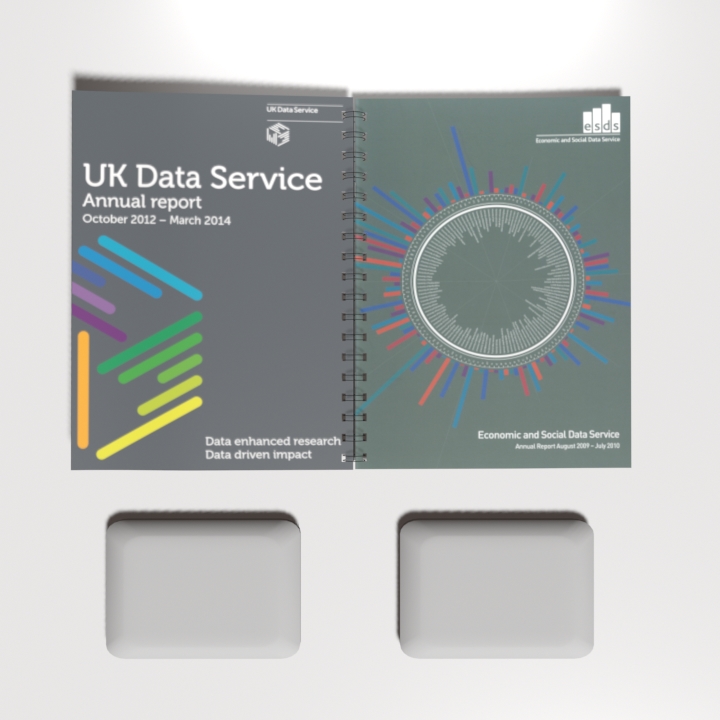 UK Data Service
UK Data Service
Annual report
October 2012 – March 2014
Data enhanced research
Data driven impact
esds
Economic and Social Data Service
Economic and Social Data Service
Annual Report August 2009 – July 2010